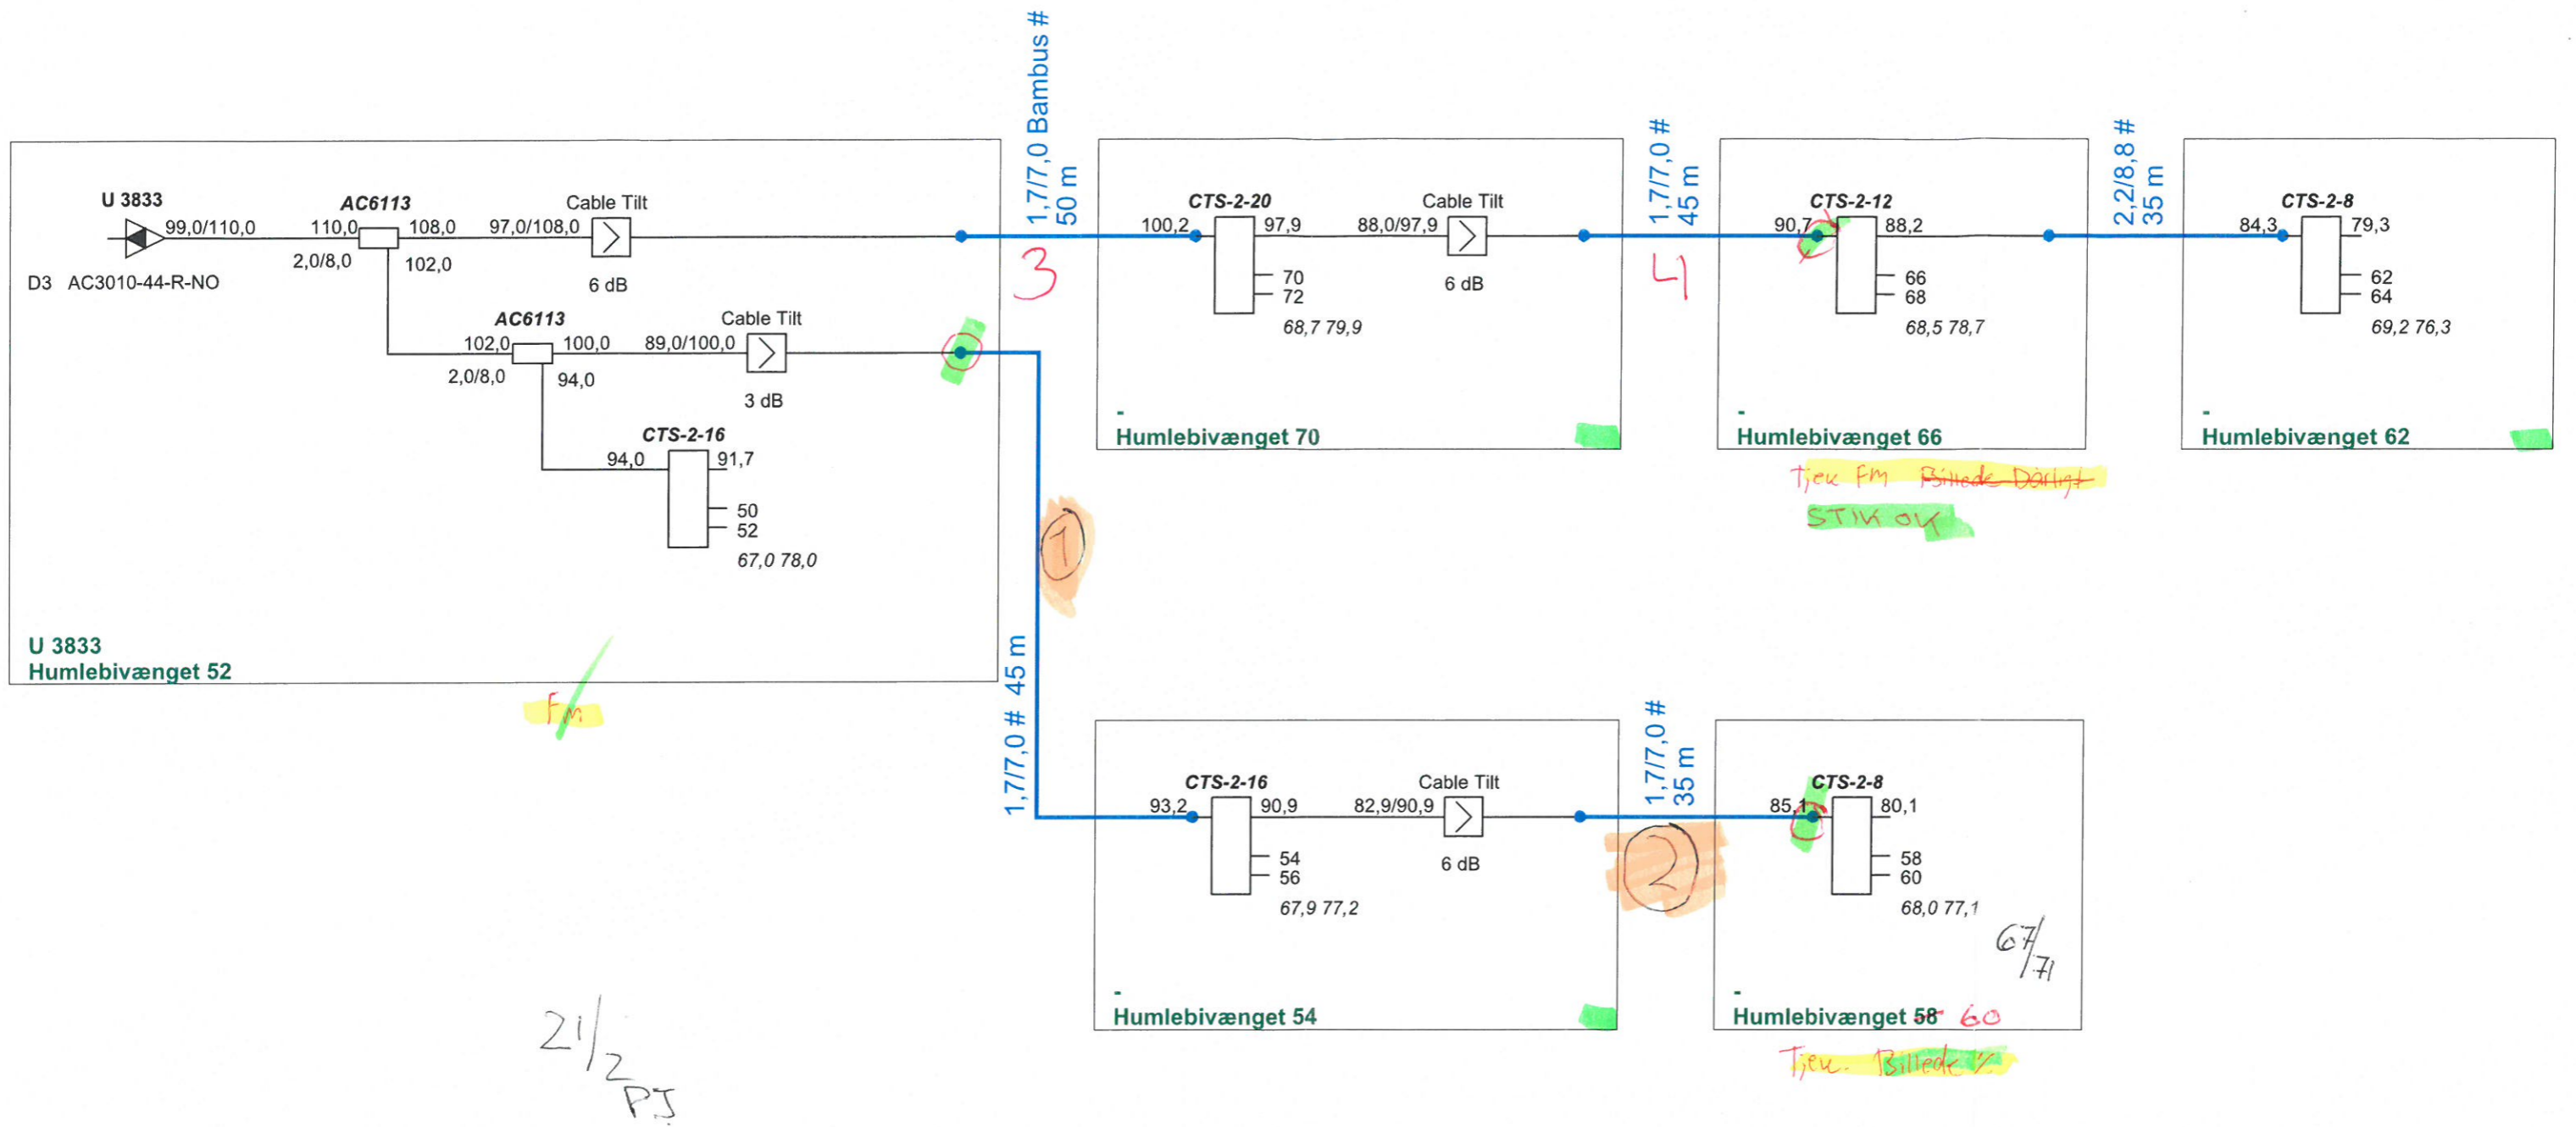 U 3833
99,0/110,0
D3 AC3010-44-R-NO
AC6113
110,0
108,0
2,0/8,0
102,0
97,0/108,0
Cable Tilt
6 dB
AC6113
102,0
100,0
2,0/8,0
94,0
89,0/100,0
Cable Tilt
3 dB
CTS-2-16
94,0
91,7
50
52
67,0 78,0
U 3833
Humlebivænget 52
Fm
1,7/7,0 Bambus #
50 m
3
CTS-2-20
100,2
97,9
88,0/97,9
Cable Tilt
6 dB
70
72
68,7 79,9
-
Humlebivænget 70
1,7/7,0 #
45 m
4
CTS-2-12
90,7
88,2
66
68
68,5 78,7
-
Humlebivænget 66
Tjek FM Billede Dårligt
STIK OK
2,2/8,8 #
35 m
CTS-2-8
84,3
79,3
62
64
69,2 76,3
-
Humlebivænget 62
1
1,7/7,0 # 45 m
CTS-2-16
93,2
90,9
82,9/90,9
Cable Tilt
6 dB
54
56
67,9 77,2
-
Humlebivænget 54
1,7/7,0 #
35 m
2
CTS-2-8
85,1
80,1
58
60
68,0 77,1
67/71
-
Humlebivænget 58 60
Tjek. Billede
21/2
PJ